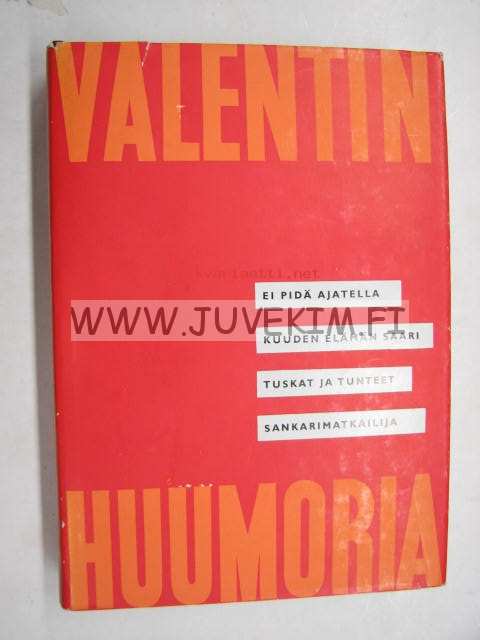 VALENTIN
kvariaatti.net
EI PIDÄ AJATELLA
WWW.JUVEKIM.FI
KUUDEN ELÄMÄN SAARI
TUSKAT JA TUNTEET
SANKARIMATKAILIJA
HUUMORIA